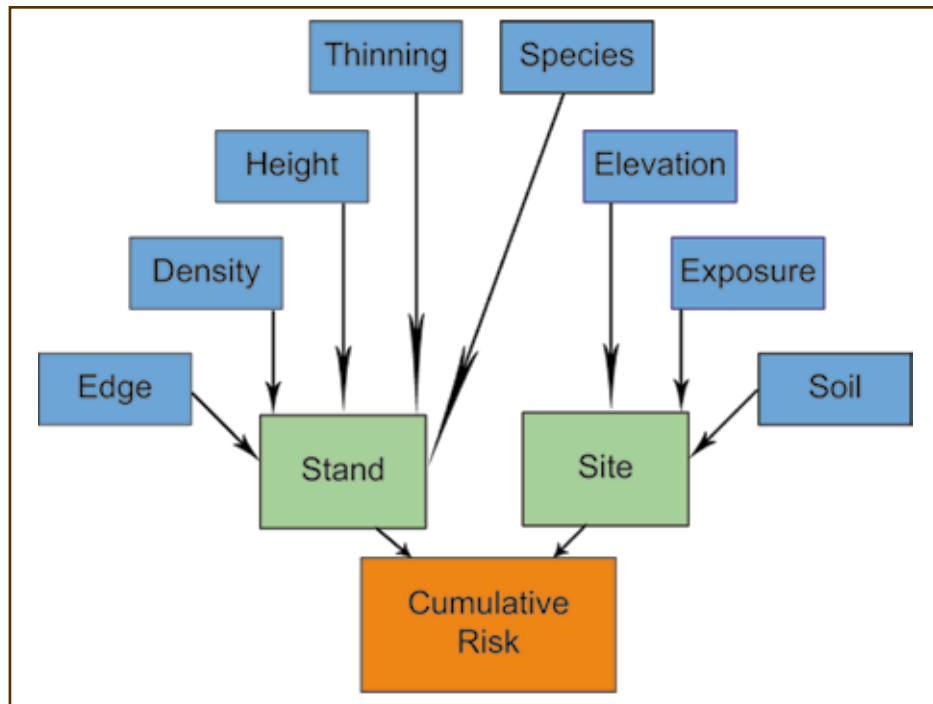 Thinning
Species
Height
Elevation
Density
Exposure
Edge
Soil
Stand
Site
Cumulative
Risk